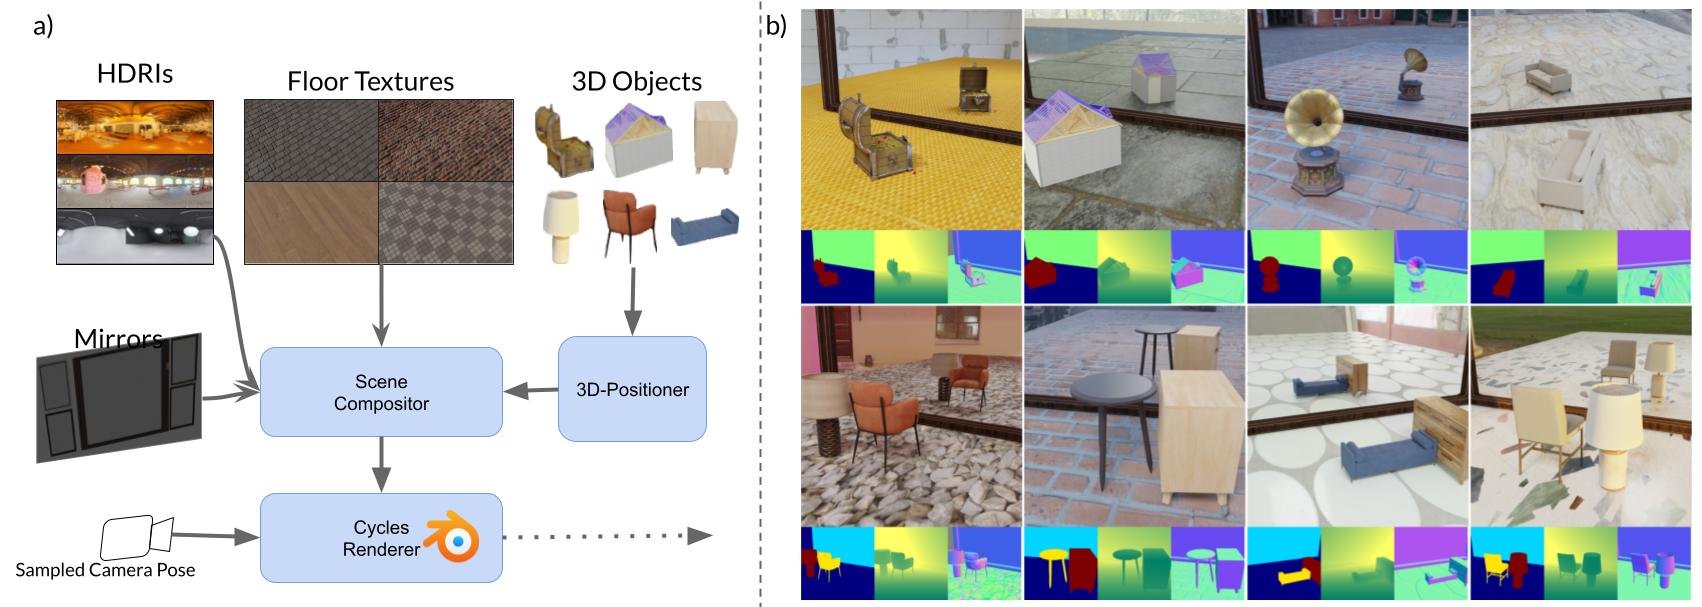 a)
HDRIs
Floor Textures
3D Objects
Mirrors
Scene
Compositor
3D-Positioner
Cycles
Renderer
Sampled Camera Pose
b)